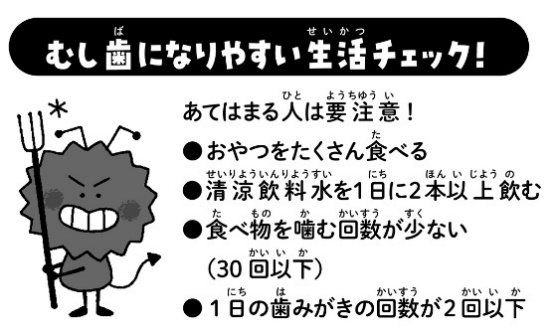 むし歯になりやすい生活チェック!
あてはまる人は要注意!
●おやつをたくさん食べる
●清涼飲料水を1日に2本以上飲む
●食べ物を噛む回数が少ない
(30回以下)
●1日の歯みがきの回数が2回以下